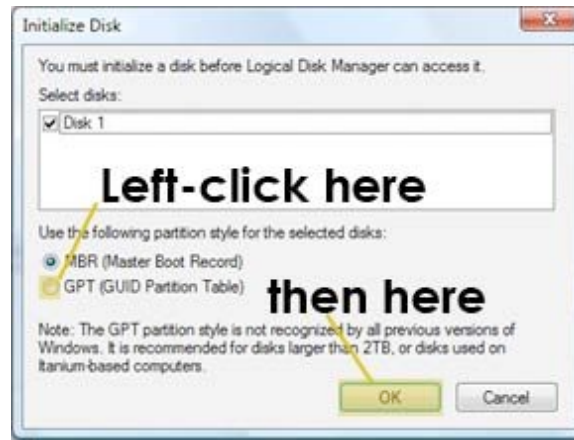 Initialize Disk
You must initialize a disk before Logical Disk Manager can access it.
Select disks:
Disk 1
Left-click here
Use the following partition style for the selected disks:
MBR (Master Boot Record)
GPT (GUID Partition Table)
then here
Note: The GPT partition style is not recognized by all previous versions of
Windows. It is recommended for disks larger than 2TB, or disks used on
Itanium-based computers.
OK
Cancel